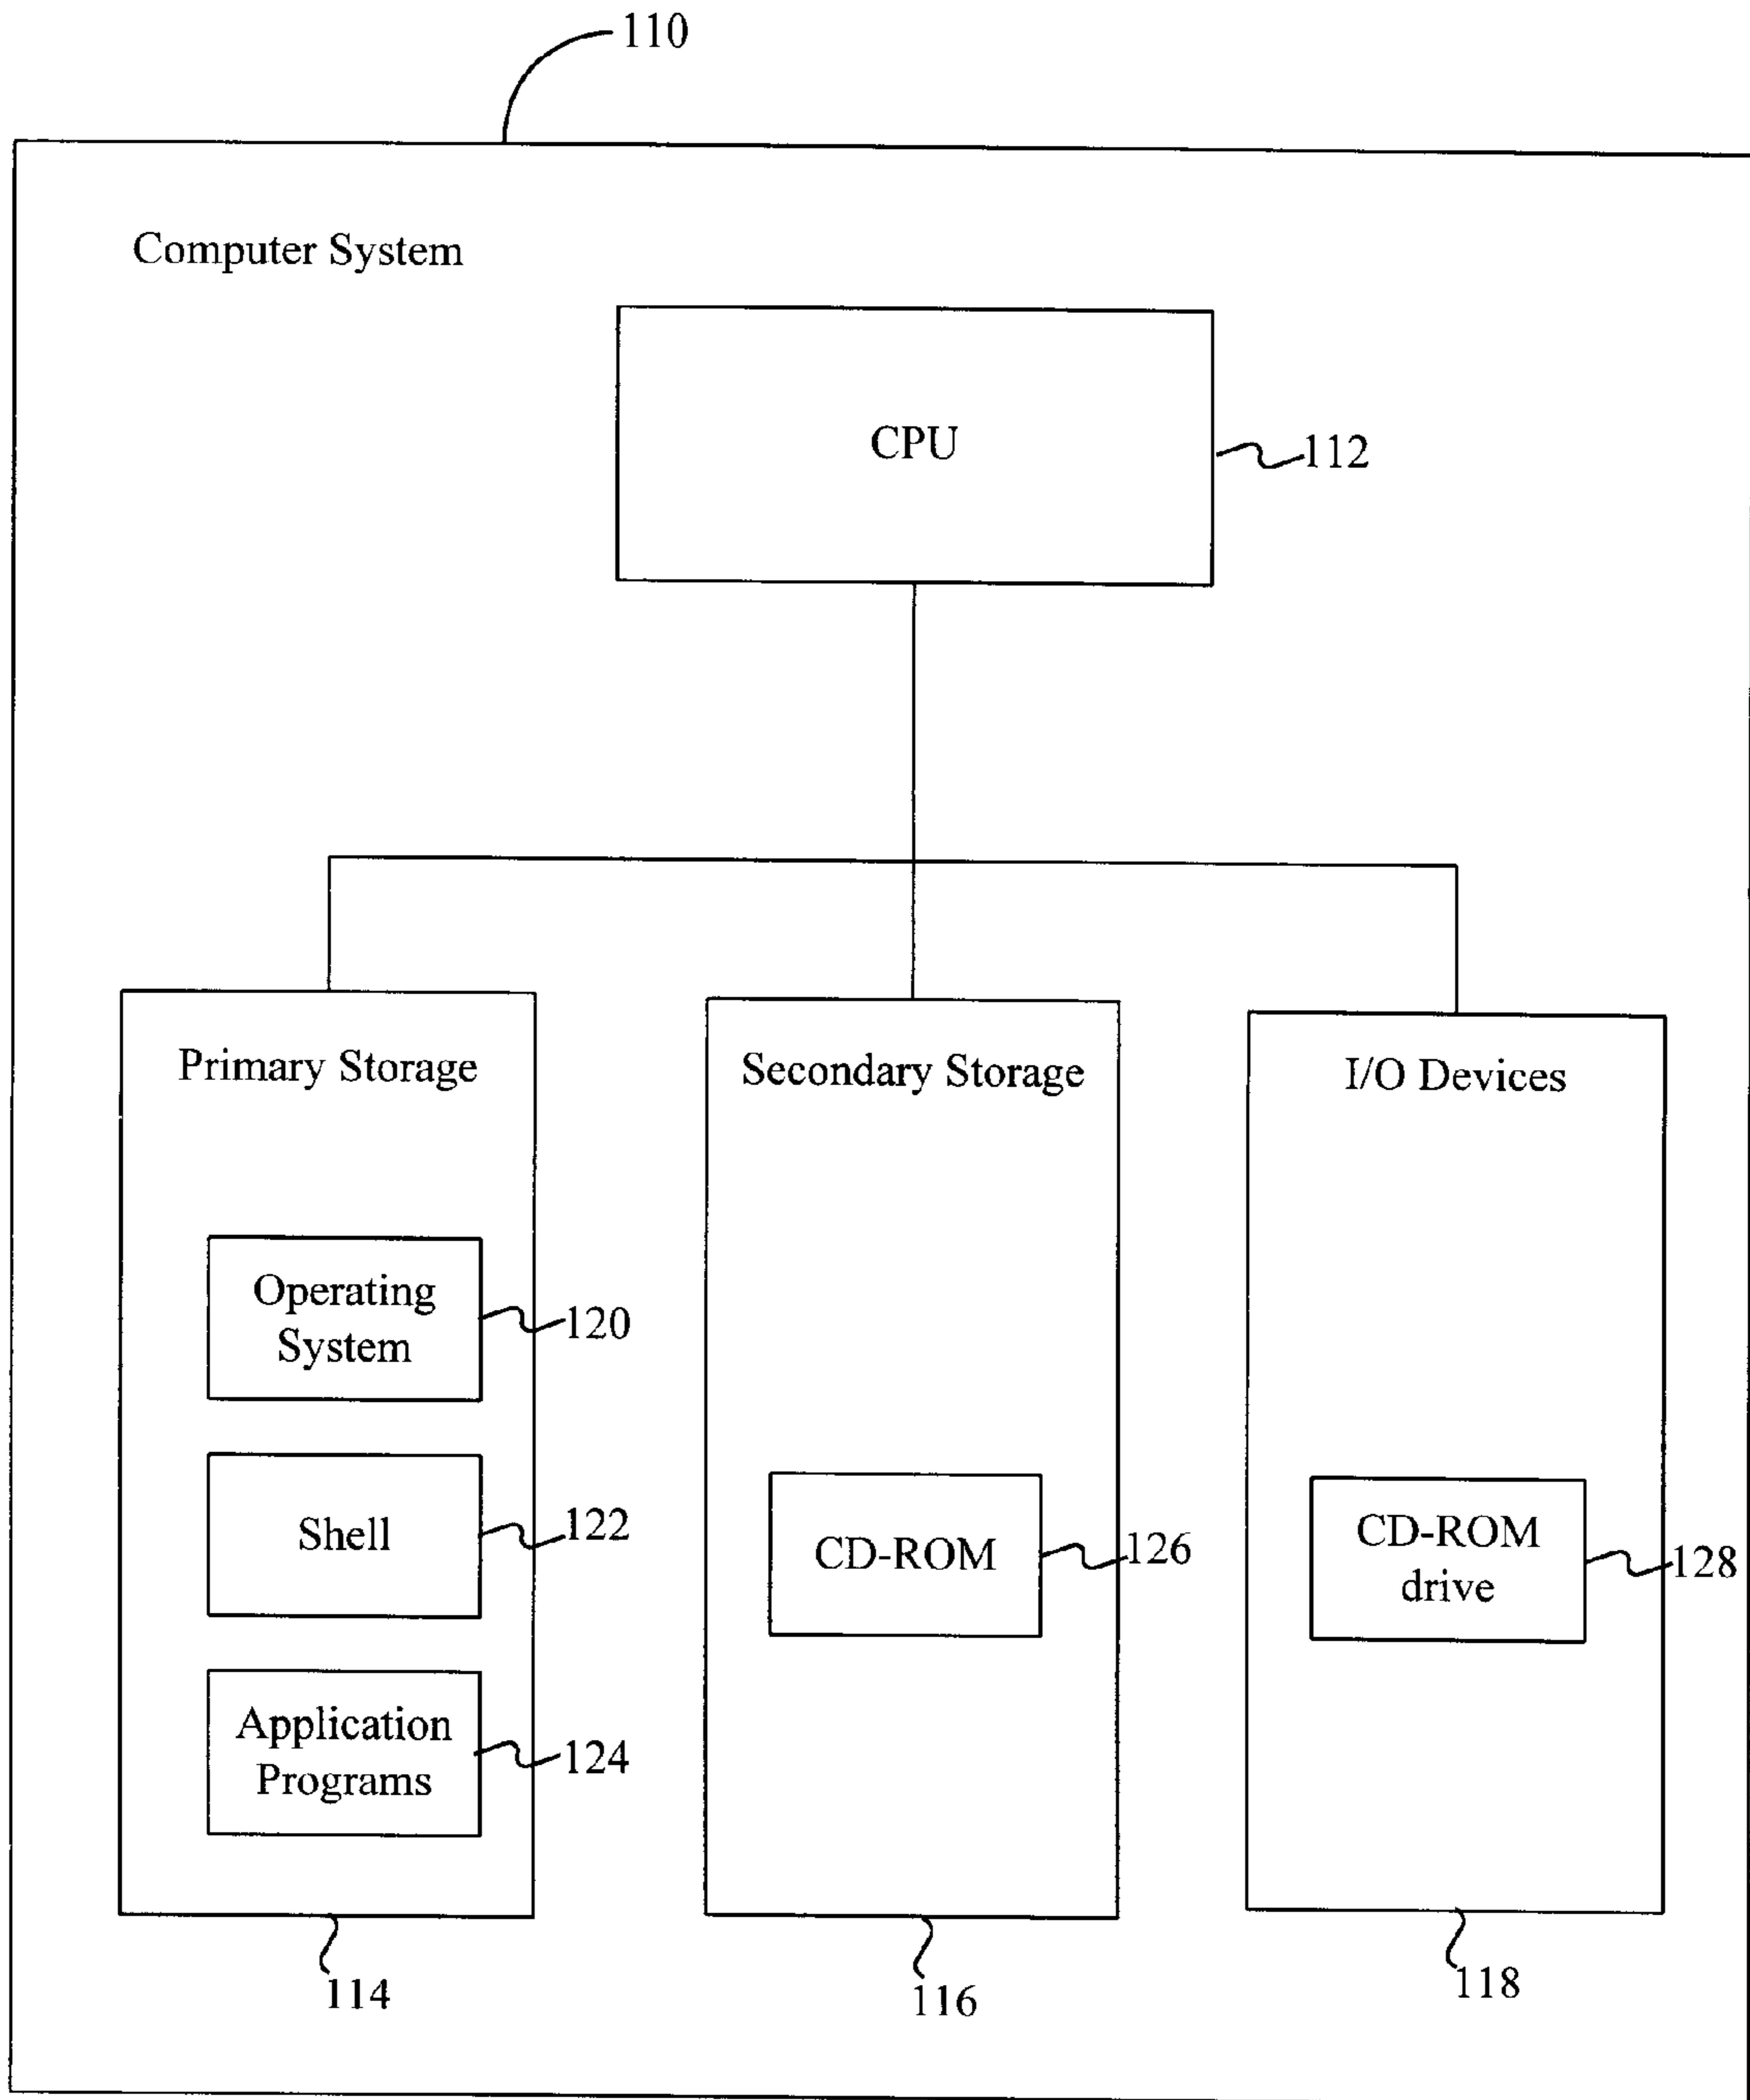 110
Computer System
CPU
112
Primary Storage
Secondary Storage
I/O Devices
Operating
System
120
Shell
122
CD-ROM
126
CD-ROM
drive
128
Application
Programs
124
114
116
118